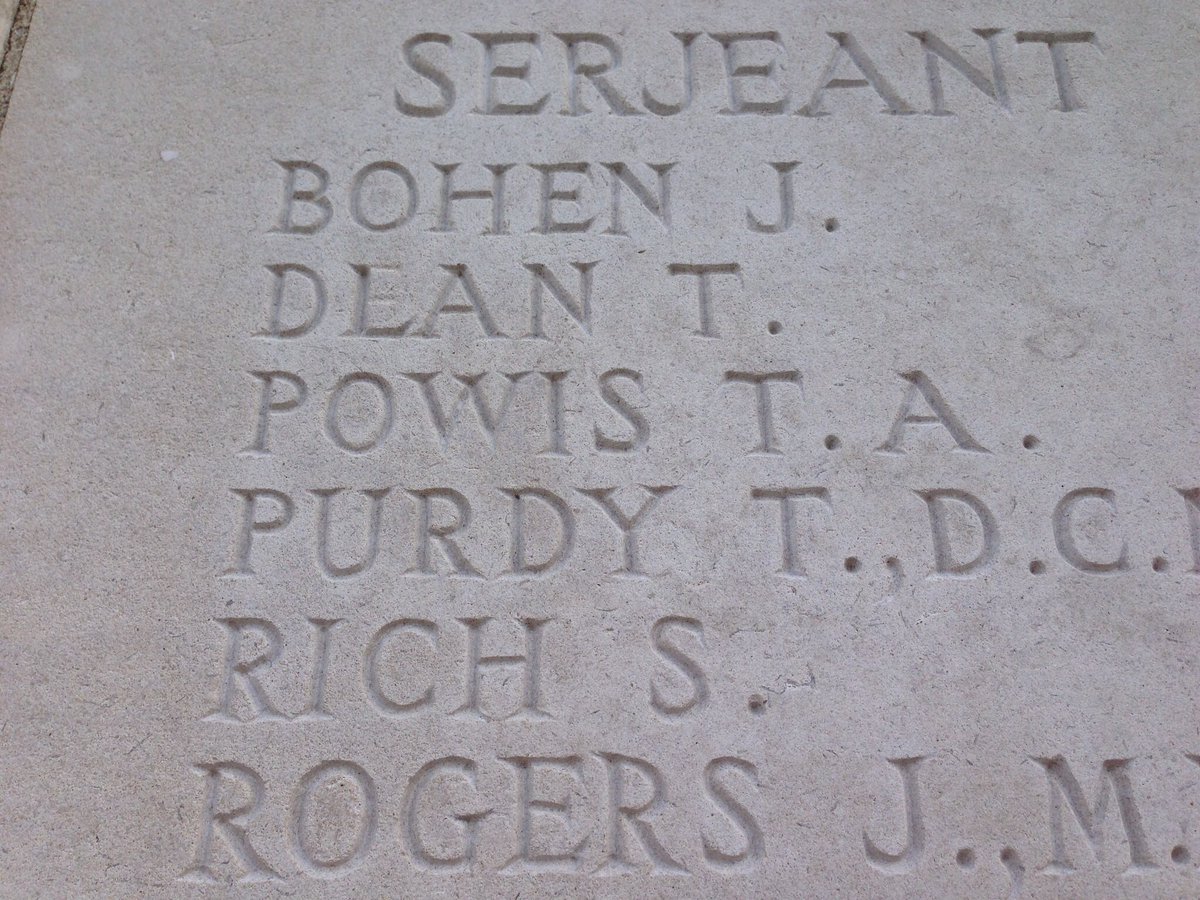 SERJEANT
BOHEN J.
DEAN T.
POWIS T. A.
PURDY T., D.C.
RICH S.
ROGERS J., M.